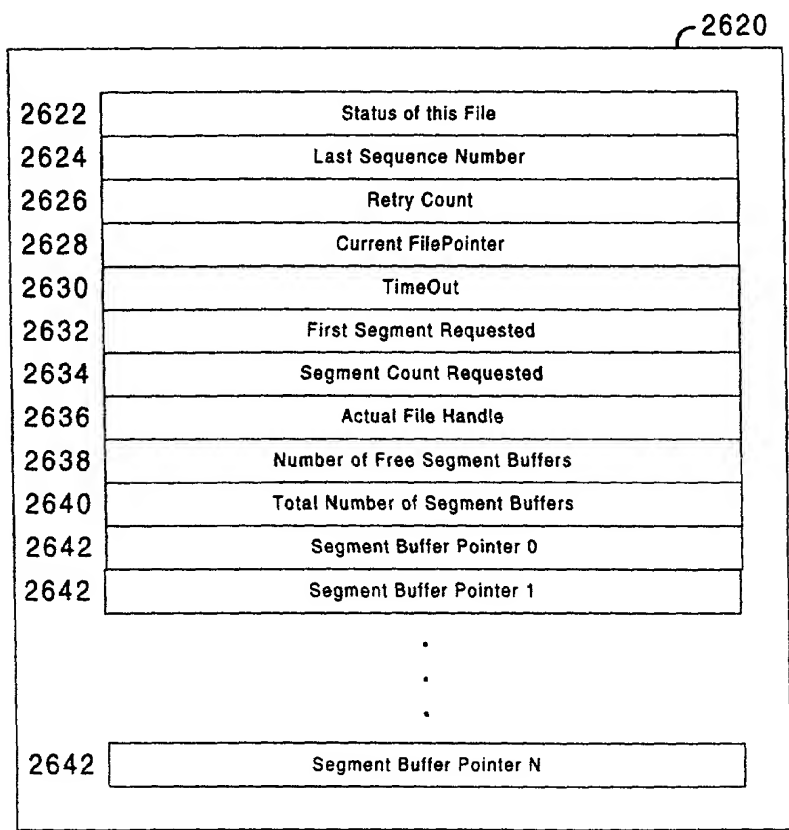 2620
2622 Status of this File
2624 Last Sequence Number
2626 Retry Count
2628 Current FilePointer
2630 TimeOut
2632 First Segment Requested
2634 Segment Count Requested
2636 Actual File Handle
2638 Number of Free Segment Buffers
2640 Total Number of Segment Buffers
2642 Segment Buffer Pointer 0
2642 Segment Buffer Pointer 1
2642 Segment Buffer Pointer N